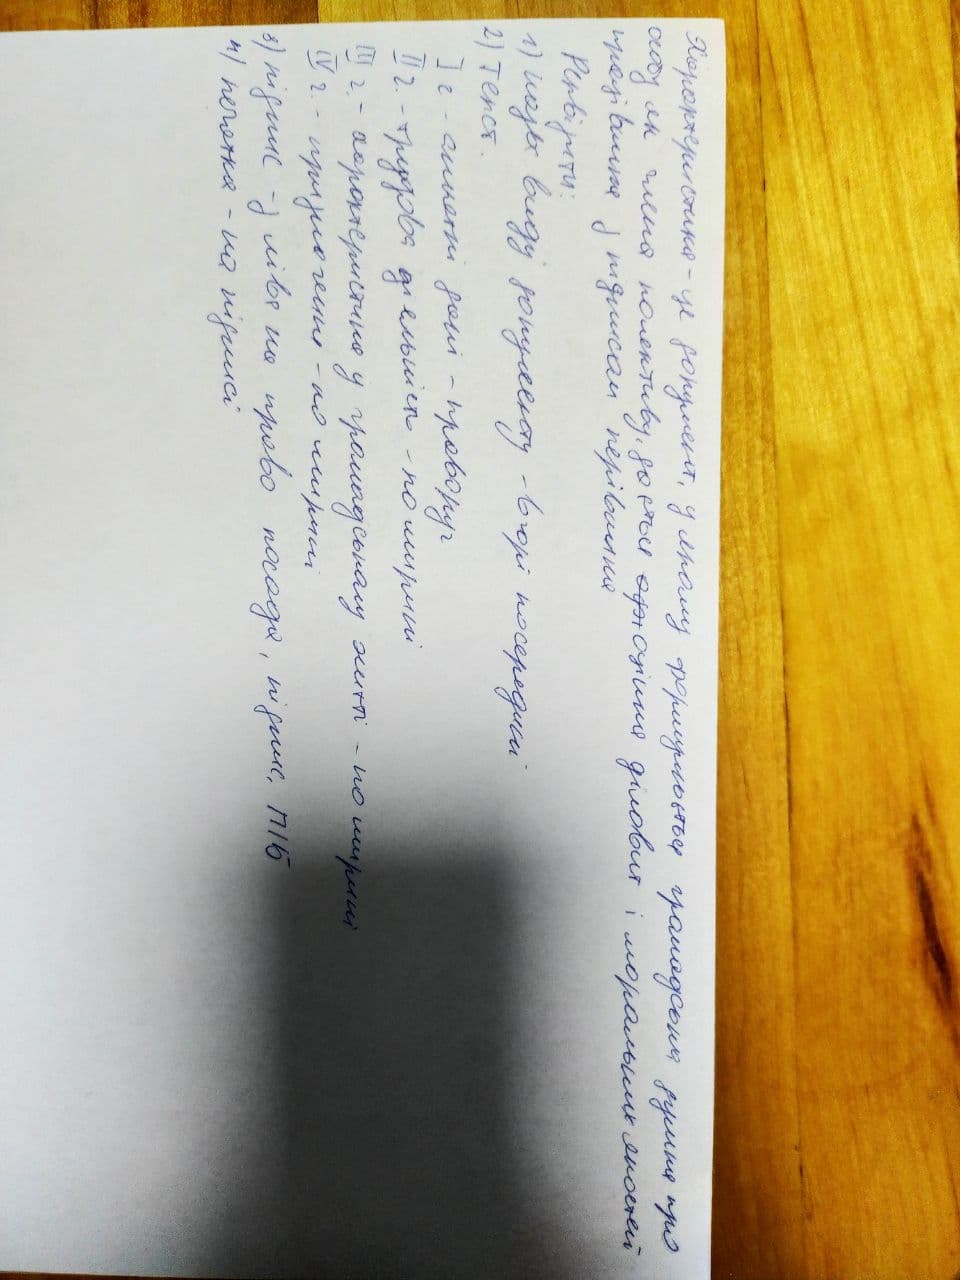 Характеристика - це документ, у якому формулюється громадська думка про
особу як члена колективу, дається оцінка ділових і моральних якостей
працівника з підписом керівника
Реквізити:
1) назва виду документу - вгорі посередині
2) Текст.
I ч - анкетні дані - праворуч
II ч. - трудова діяльність - по ширині
III ч. - характеристика у громадському житті - по ширині
IV ч. - призначення - по ширині
3) підпис - з ліва на право посада, підпис, ПІБ
4) печатка - на підписі